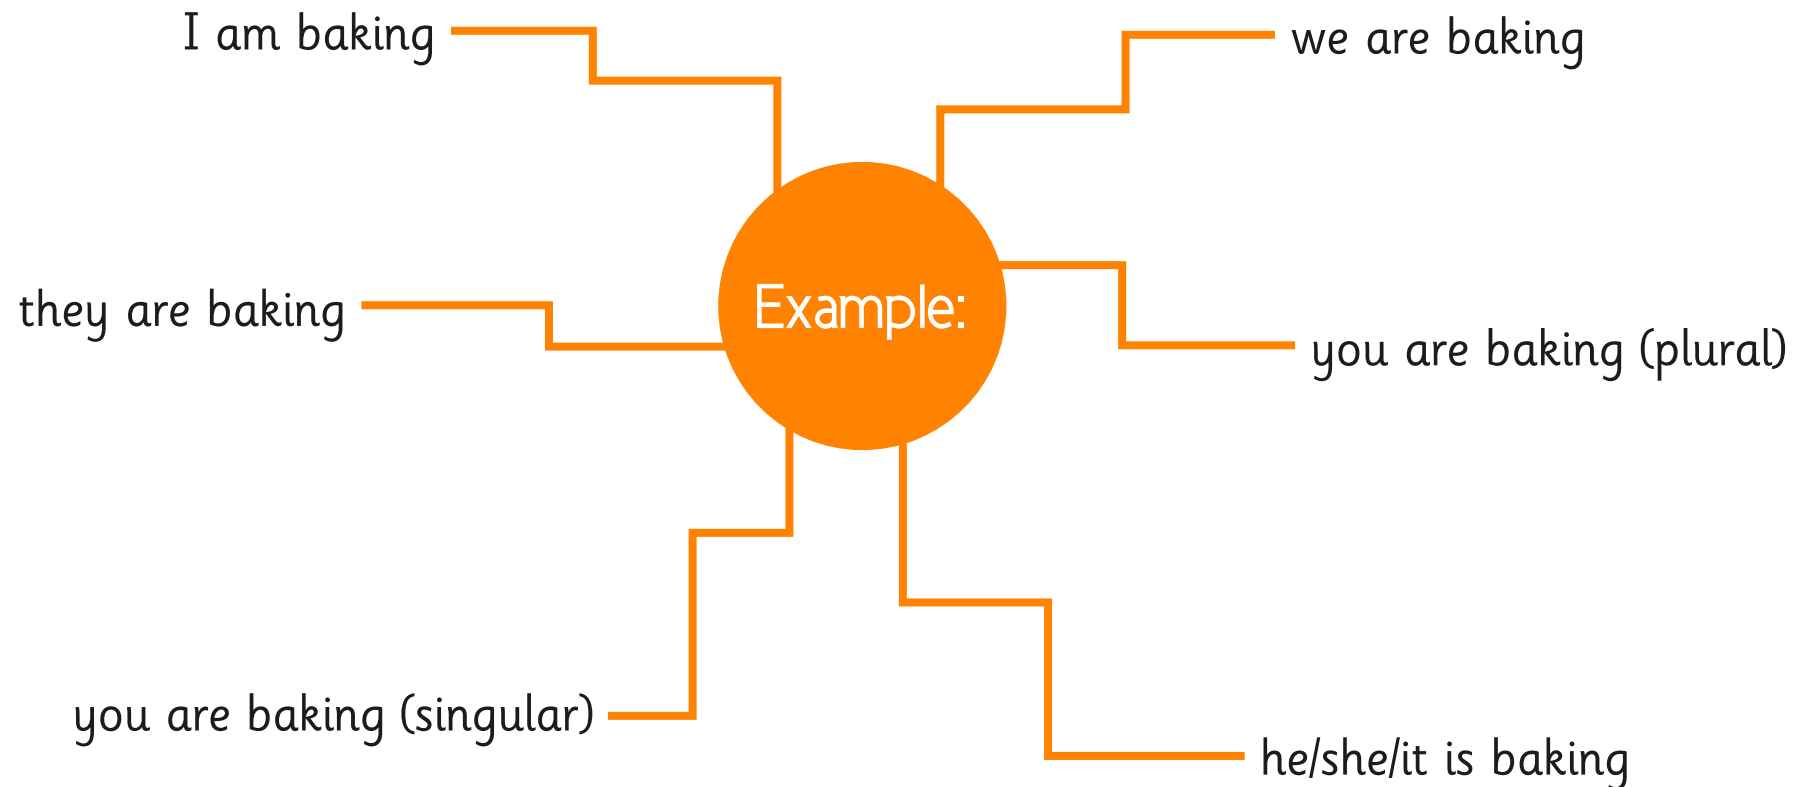 I am baking
we are baking
they are baking
Example:
you are baking (plural)
you are baking (singular)
he/she/it is baking